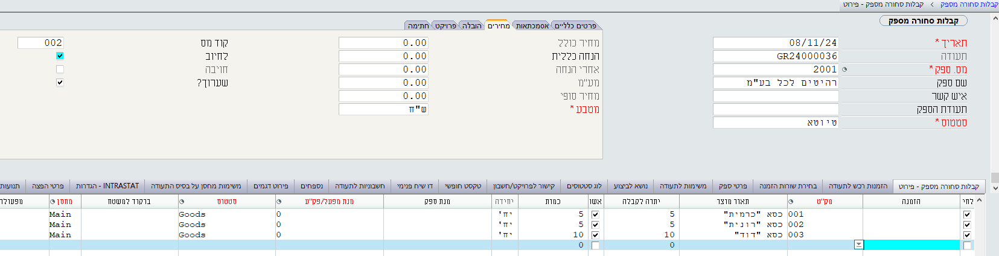 קבלות סחורה מספק > קבלות סחורה מספק - פירוט
קבלות סחורה מספק
תאריך * 08/11/24
תעודה GR24000036
מס. ספק * 2001
שם ספק רהיטים לכל בע"מ
איש קשר
תעודת הספק
סטטוס * טיוטא
פרטים כלליים אסמכתאות מחירים הובלה פרויקט חתימה
מחיר כולל 0.00 קוד מס 002
הנחה כללית 0.00 לחיוב
אחרי הנחה 0.00 חויבה
מע"מ 0.00 שערוך?
מחיר סופי 0.00
מטבע * ש"ח
קבלות סחורה מספק - פירוט הזמנות רכש לתעודה בחירת שורות הזמנה פרטי ספק משימות לתעודה נושא לביצוע לוג סטטוסים קישור לפרויקט/חשבון טקסט חופשי דו שיח פנימי חשבוניות לתעודה נספחים פירוט דגמים משימות מחסן על בסיס התעודה INTRASTAT - הגדרות פרטי הפצה תנועות
לחי הזמנה מק"ט תאור מוצר יתרה לקבלה אשו כמות יחידה מנת ספק מנת מפעל/פק"ע סטטוס ברקוד למשטח מחסן מפעולה
001 כסא "כרמית" 5 5 יח' 0 Goods Main
002 כסא "רונית" 5 5 יח' 0 Goods Main
003 כסא "דוד" 10 10 יח' 0 Goods Main
0 0